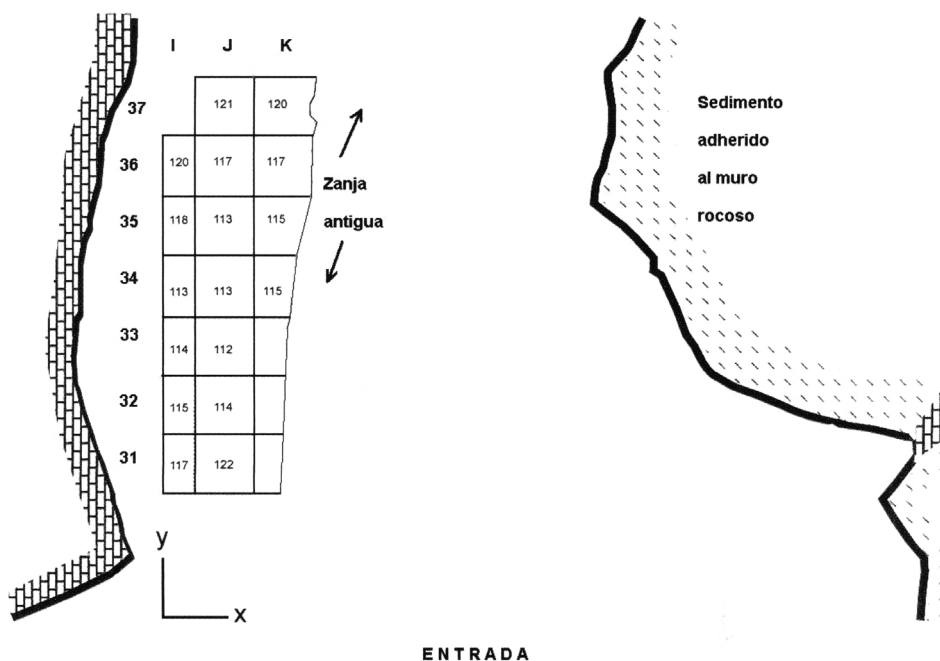 I J K
37 121 120
36 120 117 117
35 118 113 115
34 113 113 115
33 114 112
32 115 114
31 117 122
Zanja
antigua
Sedimento
adherido
al muro
rocoso
y
x
ENTRADA